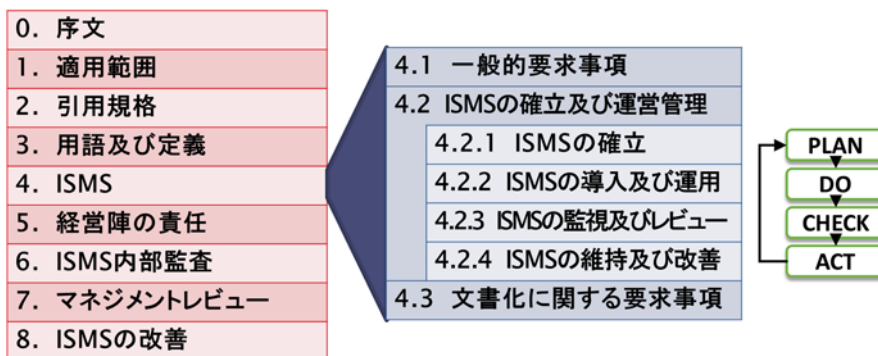 0. 序文
1. 適用範囲
2. 引用規格
3. 用語及び定義
4. ISMS
5. 経営陣の責任
6. ISMS内部監査
7. マネジメントレビュー
8. ISMSの改善
4.1 一般的要求事項
4.2 ISMSの確立及び運営管理
4.2.1 ISMSの確立
4.2.2 ISMSの導入及び運用
4.2.3 ISMSの監視及びレビュー
4.2.4 ISMSの維持及び改善
4.3 文書化に関する要求事項
PLAN
DO
CHECK
ACT